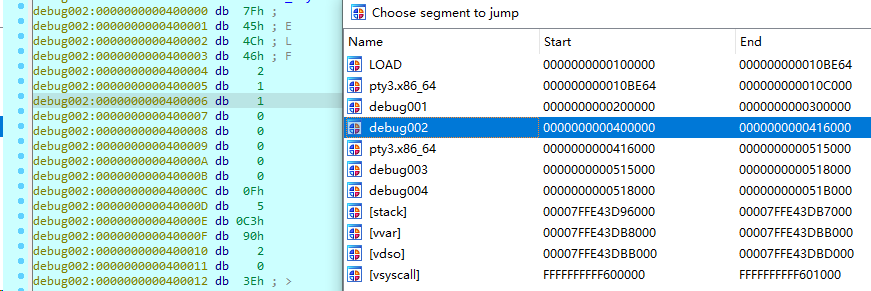 debug002:0000000000400000 db 7Fh ;
debug002:0000000000400001 db 45h ; E
debug002:0000000000400002 db 4Ch ; L
debug002:0000000000400003 db 46h ; F
debug002:0000000000400004 db 2
debug002:0000000000400005 db 1
debug002:0000000000400006 db 1
debug002:0000000000400007 db 0
debug002:0000000000400008 db 0
debug002:0000000000400009 db 0
debug002:000000000040000A db 0
debug002:000000000040000B db 0
debug002:000000000040000C db 0Fh
debug002:000000000040000D db 5
debug002:000000000040000E db 0C3h
debug002:000000000040000F db 90h
debug002:0000000000400010 db 2
debug002:0000000000400011 db 0
debug002:0000000000400012 db 3Eh ; >
Choose segment to jump
Name Start End
LOAD 0000000000100000 000000000010BE64
pty3.x86_64 000000000010BE64 000000000010C000
debug001 0000000000200000 0000000000300000
debug002 0000000000400000 0000000000416000
pty3.x86_64 0000000000416000 0000000000515000
debug003 0000000000515000 0000000000518000
debug004 0000000000518000 000000000051B000
[stack] 00007FFE43D96000 00007FFE43DB7000
[vvar] 00007FFE43DB8000 00007FFE43DBB000
[vdso] 00007FFE43DBB000 00007FFE43DBD000
[vsyscall] FFFFFFFFFF600000 FFFFFFFFFF601000